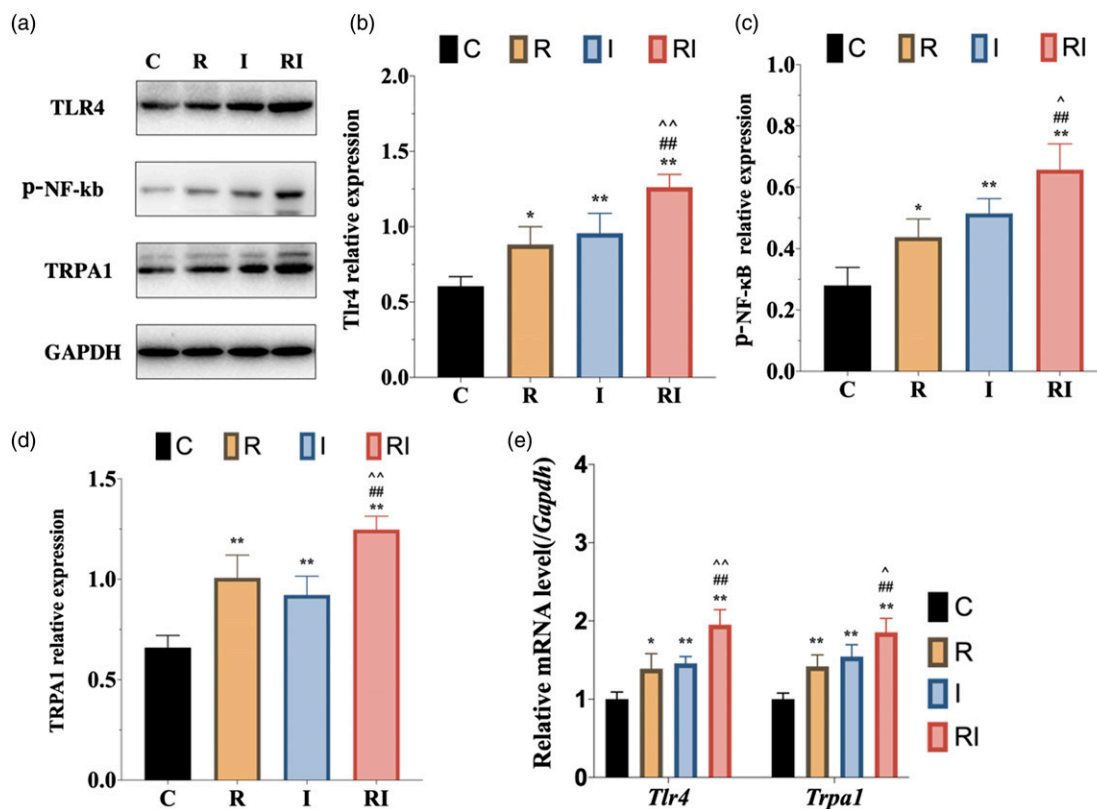 (a)
C R I RI
TLR4
p-NF-kb
TRPA1
GAPDH
(b)
C R I RI
Tlr4 relative expression
2.0
1.5
1.0
0.5
0.0
*
**
^^
##
**
C R I RI
(c)
C R I RI
p-NF-κB relative expression
1.0
0.8
0.6
0.4
0.2
0.0
*
**
^
##
**
C R I RI
(d)
C R I RI
TRPA1 relative expression
1.5
1.0
0.5
0.0
**
**
^^
##
**
C R I RI
(e)
Relative mRNA level(/Gapdh)
4
3
2
1
0
*
**
^^
##
**
**
**
^
##
**
Tlr4 Trpa1
C
R
I
RI